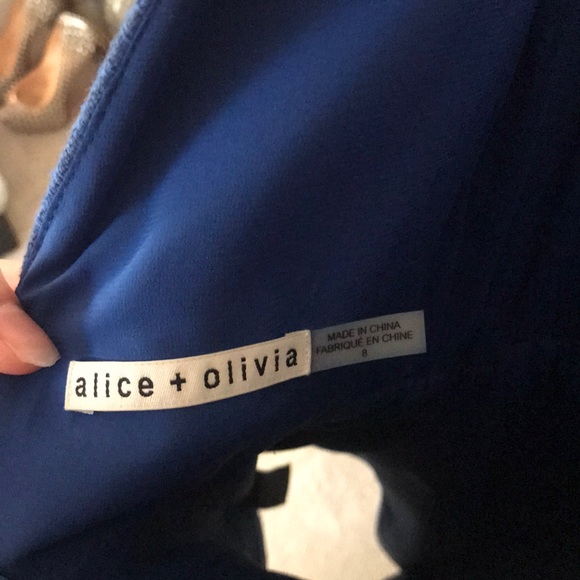 alice + olivia
MADE IN CHINA
FABRIQUÉ EN CHINE
8